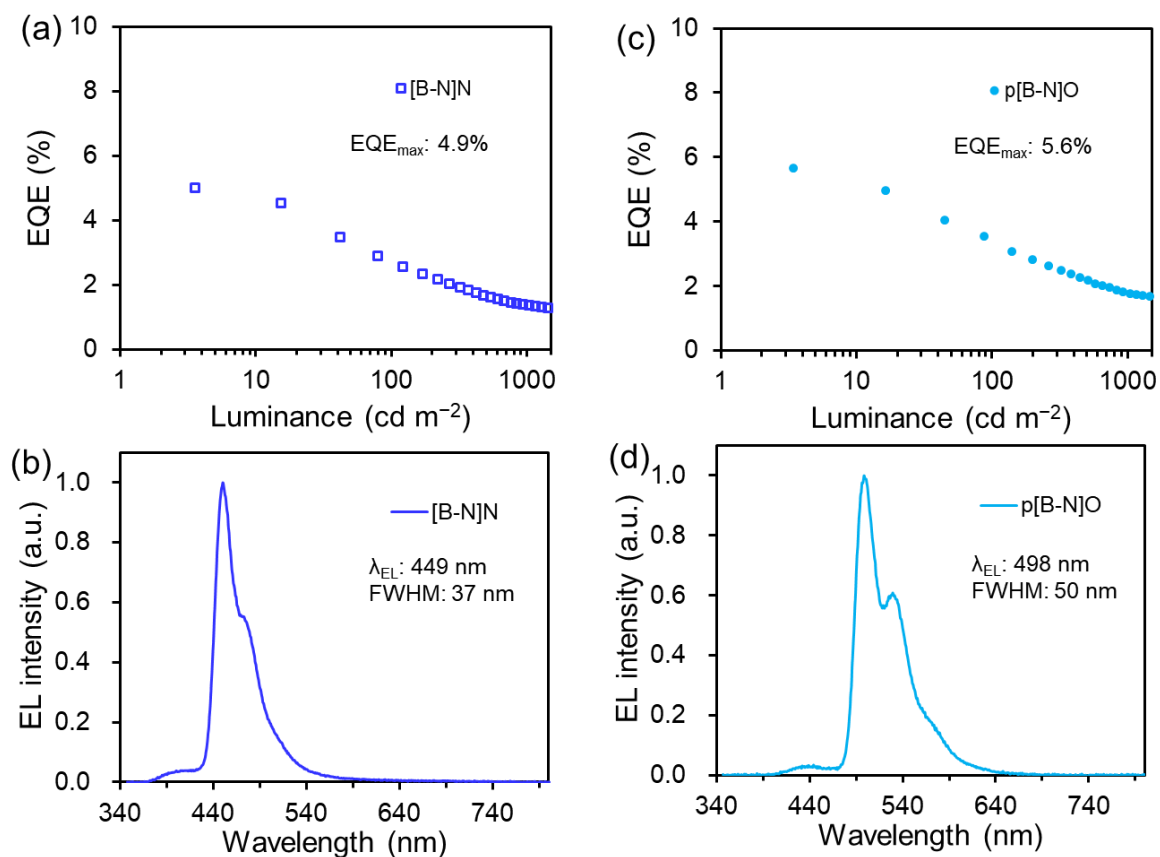 (a)
10
8
6
4
2
0
EQE (%)
[B-N]N
EQEmax: 4.9%
1
10
100
1000
Luminance (cd m−2)
(c)
10
8
6
4
2
0
EQE (%)
p[B-N]O
EQEmax: 5.6%
1
10
100
1000
Luminance (cd m−2)
(b)
1.0
0.8
0.6
0.4
0.2
0.0
EL intensity (a.u.)
[B-N]N
λEL: 449 nm
FWHM: 37 nm
340
440
540
640
740
Wavelength (nm)
(d)
1.0
0.8
0.6
0.4
0.2
0.0
EL intensity (a.u.)
p[B-N]O
λEL: 498 nm
FWHM: 50 nm
340
440
540
640
740
Wavelength (nm)